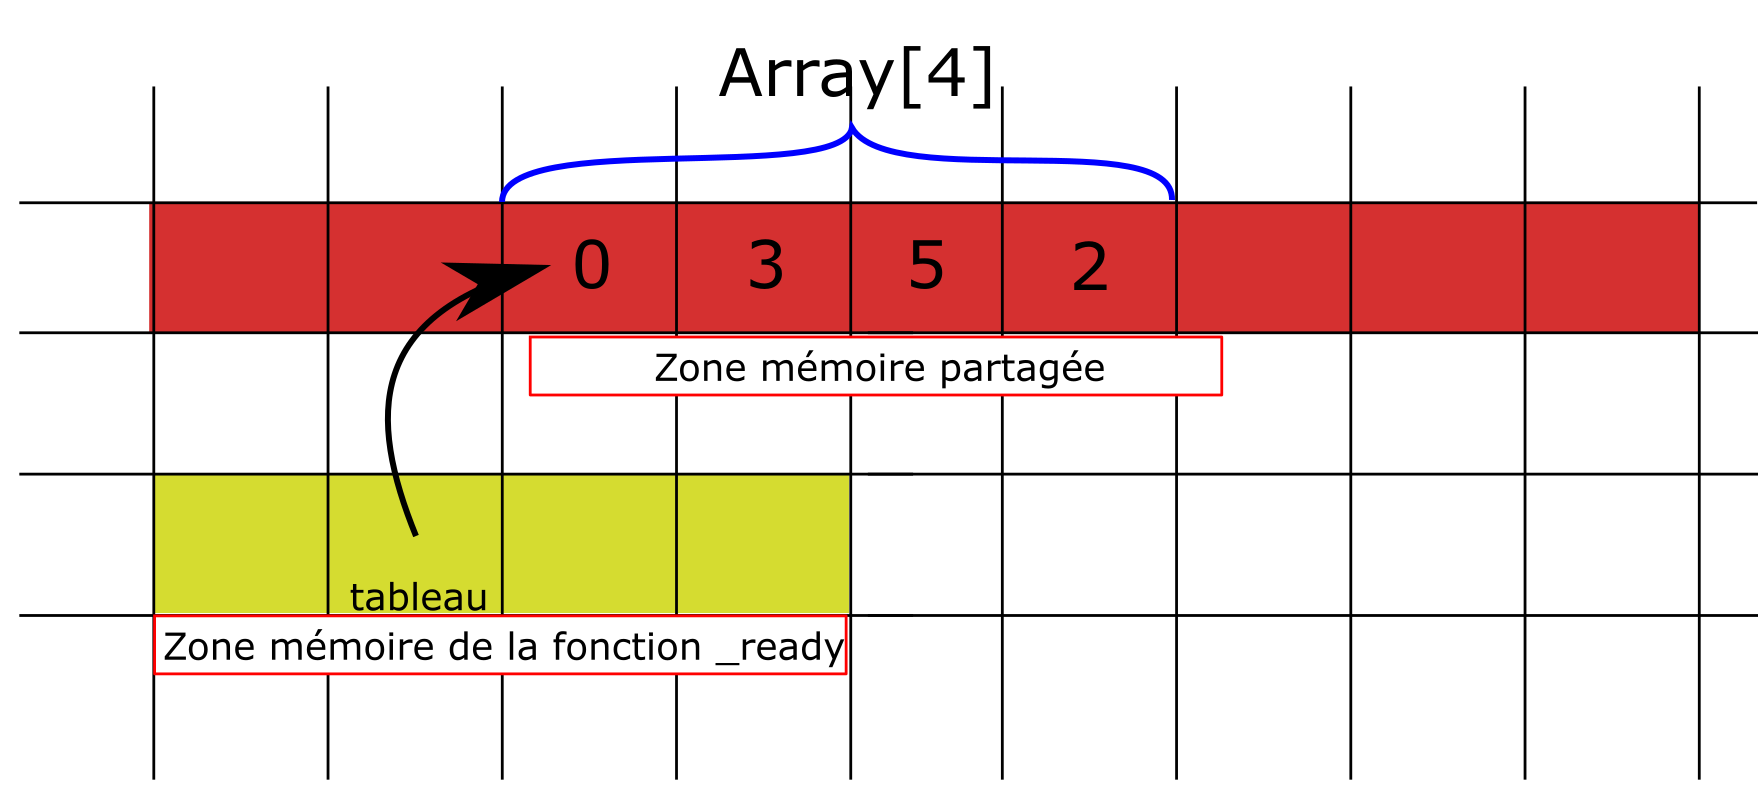 Array[4]
0 3 5 2
Zone mémoire partagée
tableau
Zone mémoire de la fonction _ready